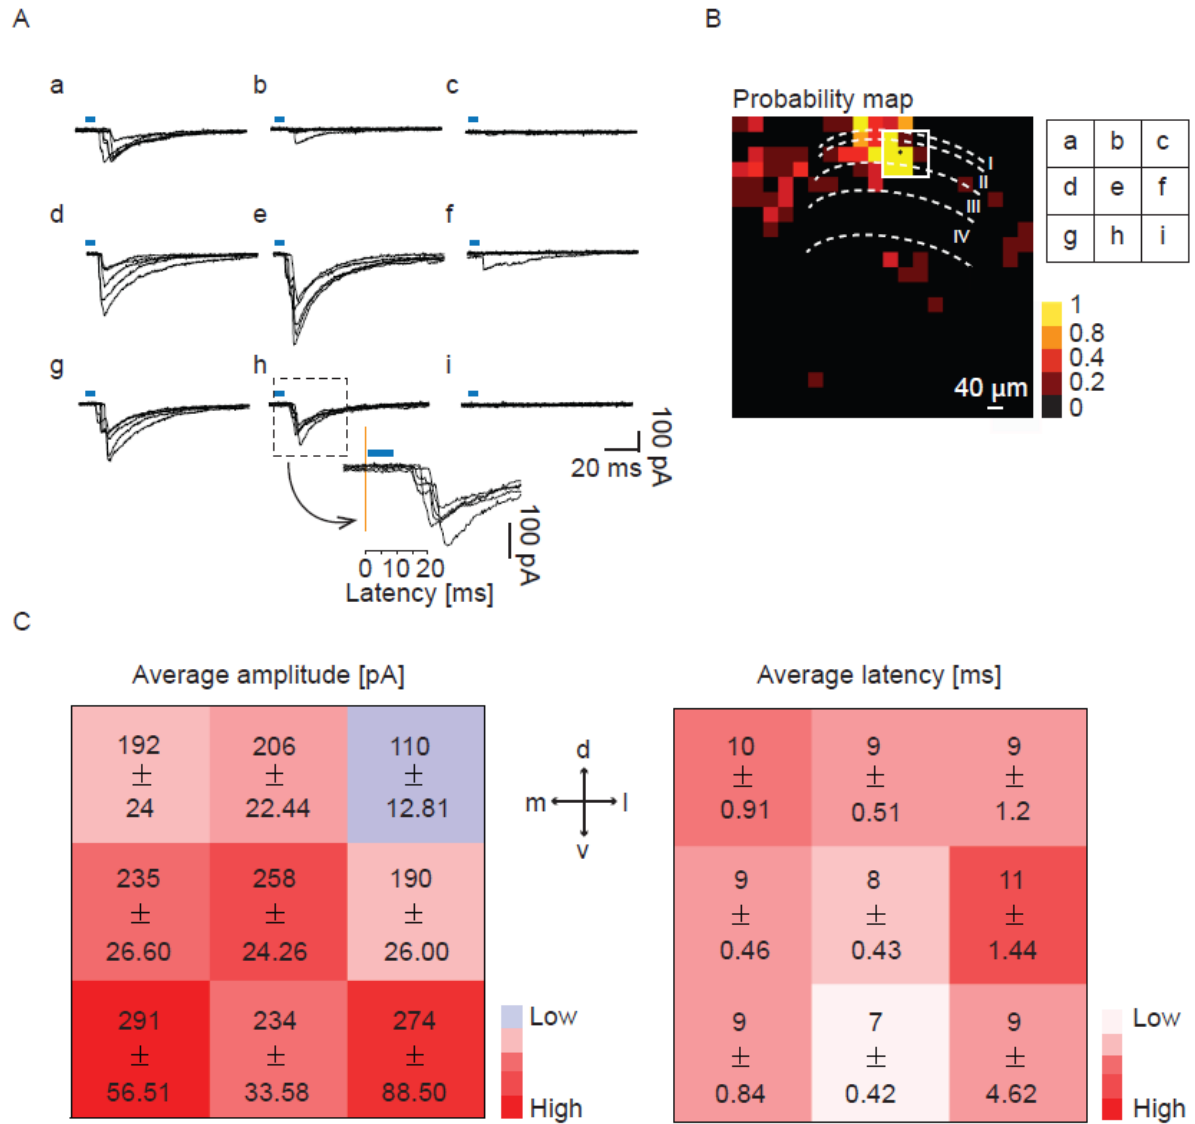 A
B
a b c
d e f
g h i
20 ms
100 pA
100 pA
0 10 20
Latency [ms]
Probability map
I
II
III
IV
40 µm
a b c
d e f
g h i
1
0.8
0.4
0.2
0
C
Average amplitude [pA]
192 206 110
± ± ±
24 22.44 12.81
235 258 190
± ± ±
26.60 24.26 26.00
291 234 274
± ± ±
56.51 33.58 88.50
Low
High
d
m l
v
Average latency [ms]
10 9 9
± ± ±
0.91 0.51 1.2
9 8 11
± ± ±
0.46 0.43 1.44
9 7 9
± ± ±
0.84 0.42 4.62
Low
High